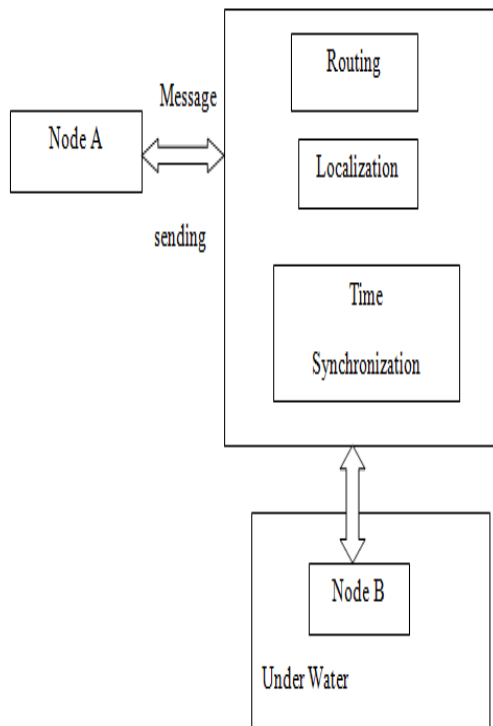 Routing
Message
Node A
Localization
sending
Time
Synchronization
Node B
Under Water